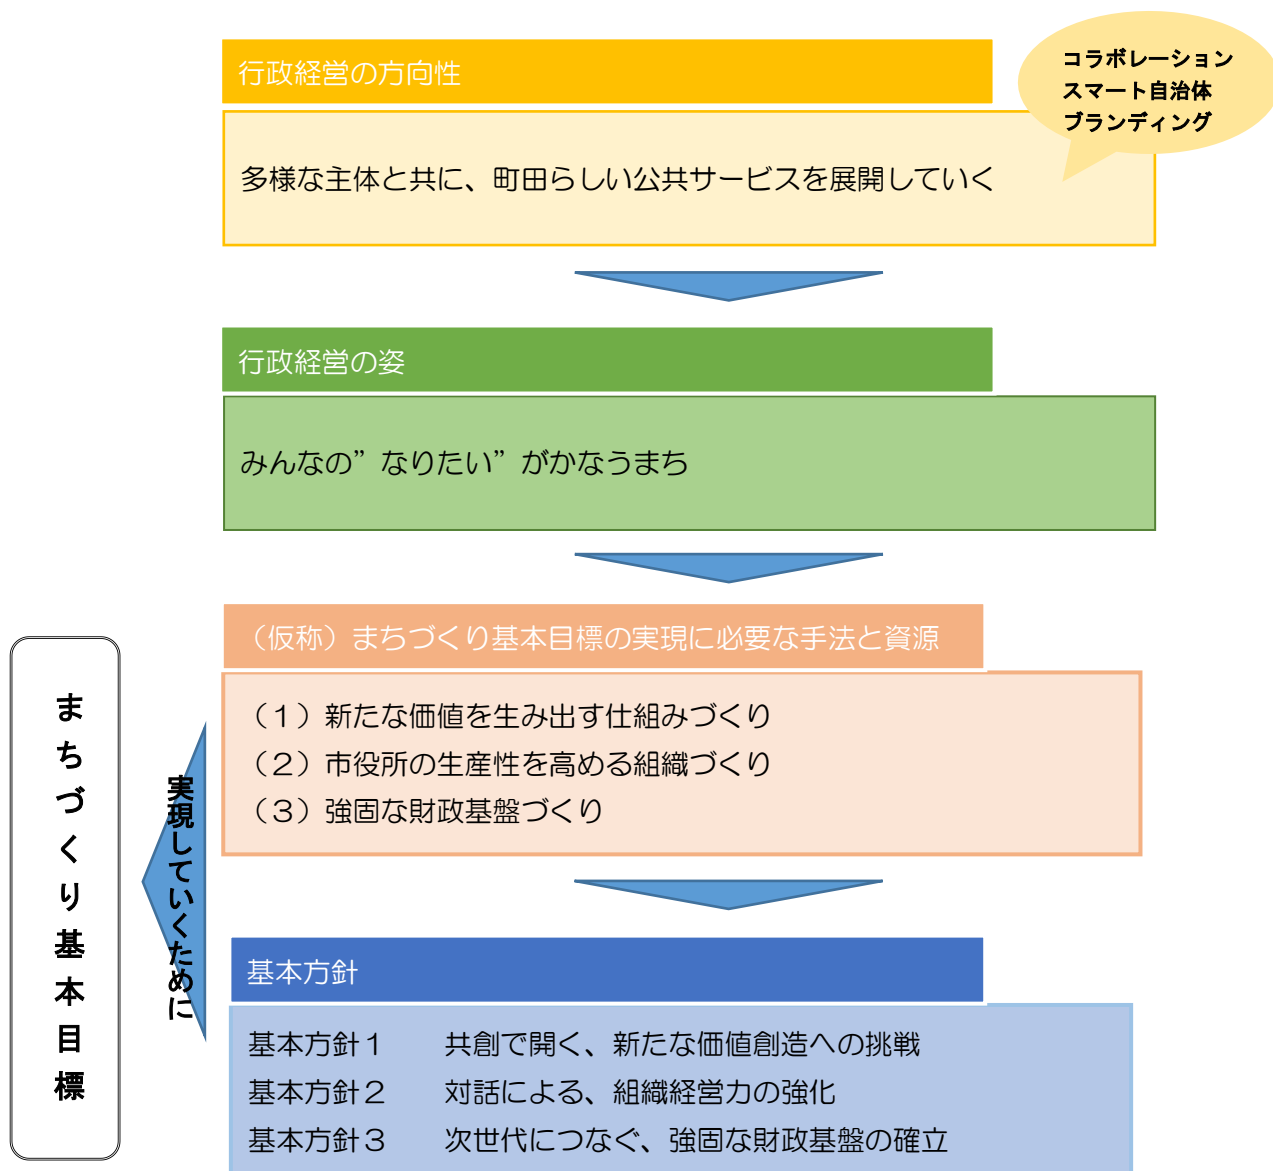 コラボレーション
スマート自治体
ブランディング
行政経営の方向性
多様な主体と共に、町田らしい公共サービスを展開していく
行政経営の姿
みんなの”なりたい”がかなうまち
（仮称）まちづくり基本目標の実現に必要な手法と資源
（１）新たな価値を生み出す仕組みづくり
（２）市役所の生産性を高める組織づくり
（３）強固な財政基盤づくり
実現していくために
まちづくり基本目標
基本方針
基本方針１　共創で開く、新たな価値創造への挑戦
基本方針２　対話による、組織経営力の強化
基本方針３　次世代につなぐ、強固な財政基盤の確立